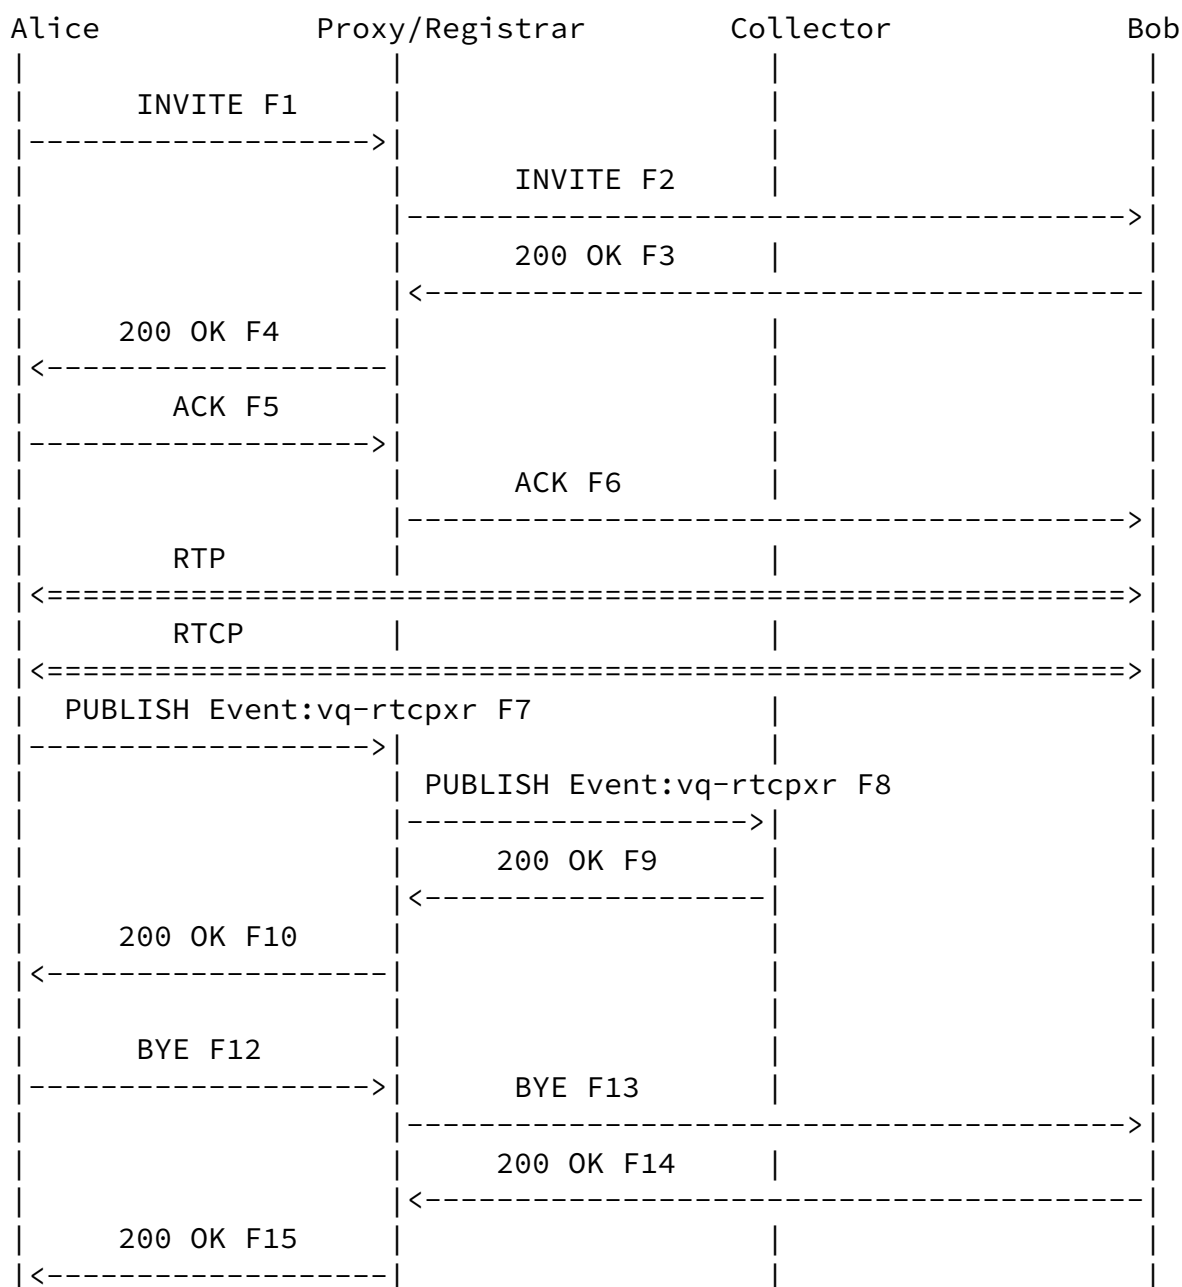 Alice Proxy/Registrar Collector Bob
INVITE F1
INVITE F2
200 OK F3
200 OK F4
ACK F5
ACK F6
RTP
RTCP
PUBLISH Event:vq-rtcpxr F7
PUBLISH Event:vq-rtcpxr F8
200 OK F9
200 OK F10
BYE F12
BYE F13
200 OK F14
200 OK F15